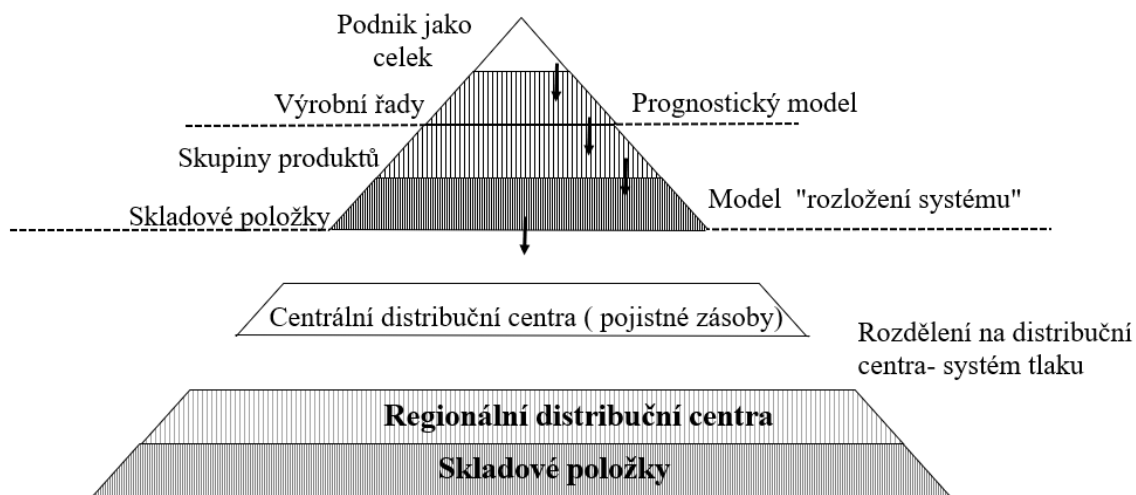 Podnik jako
celek
Výrobní řady
Prognostický model
Skupiny produktů
Skladové položky
Model "rozložení systému"
Centrální distribuční centra ( pojistné zásoby)
Rozdělení na distribuční
centra- systém tlaku
Regionální distribuční centra
Skladové položky